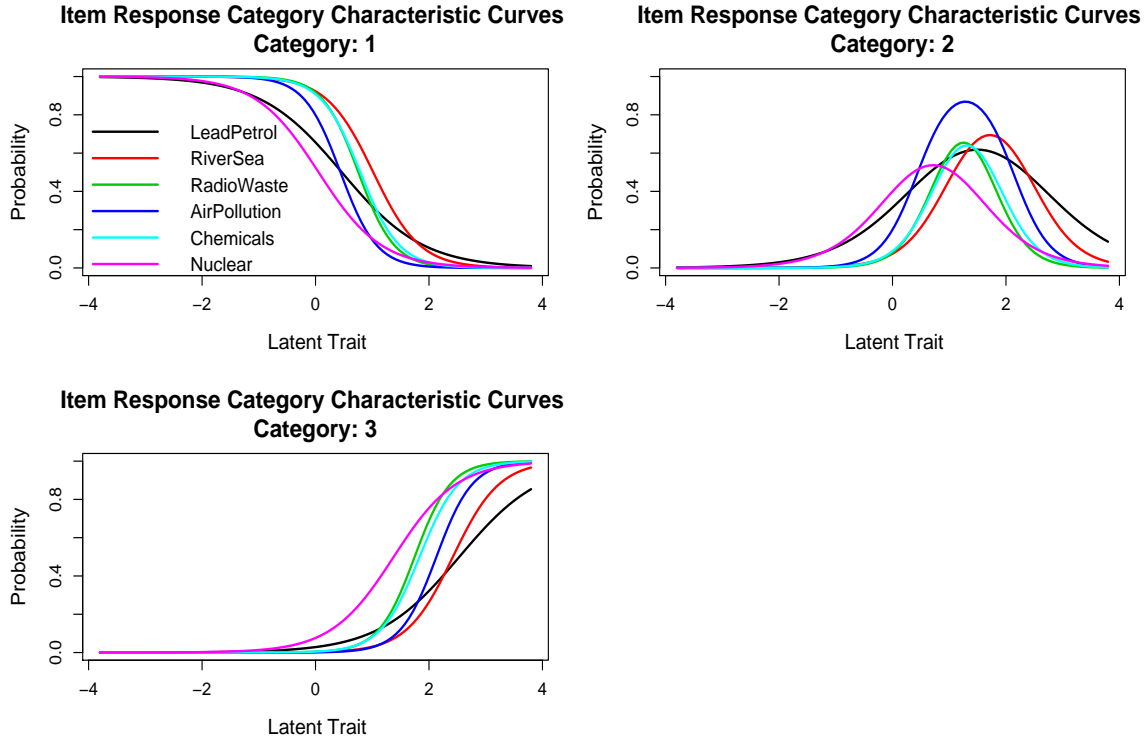 Item Response Category Characteristic Curves
Category: 1
Probability
0.8
0.4
0.0
LeadPetrol
RiverSea
RadioWaste
AirPollution
Chemicals
Nuclear
−4 −2 0 2 4
Latent Trait
Item Response Category Characteristic Curves
Category: 2
Probability
0.8
0.4
0.0
−4 −2 0 2 4
Latent Trait
Item Response Category Characteristic Curves
Category: 3
Probability
0.8
0.4
0.0
−4 −2 0 2 4
Latent Trait